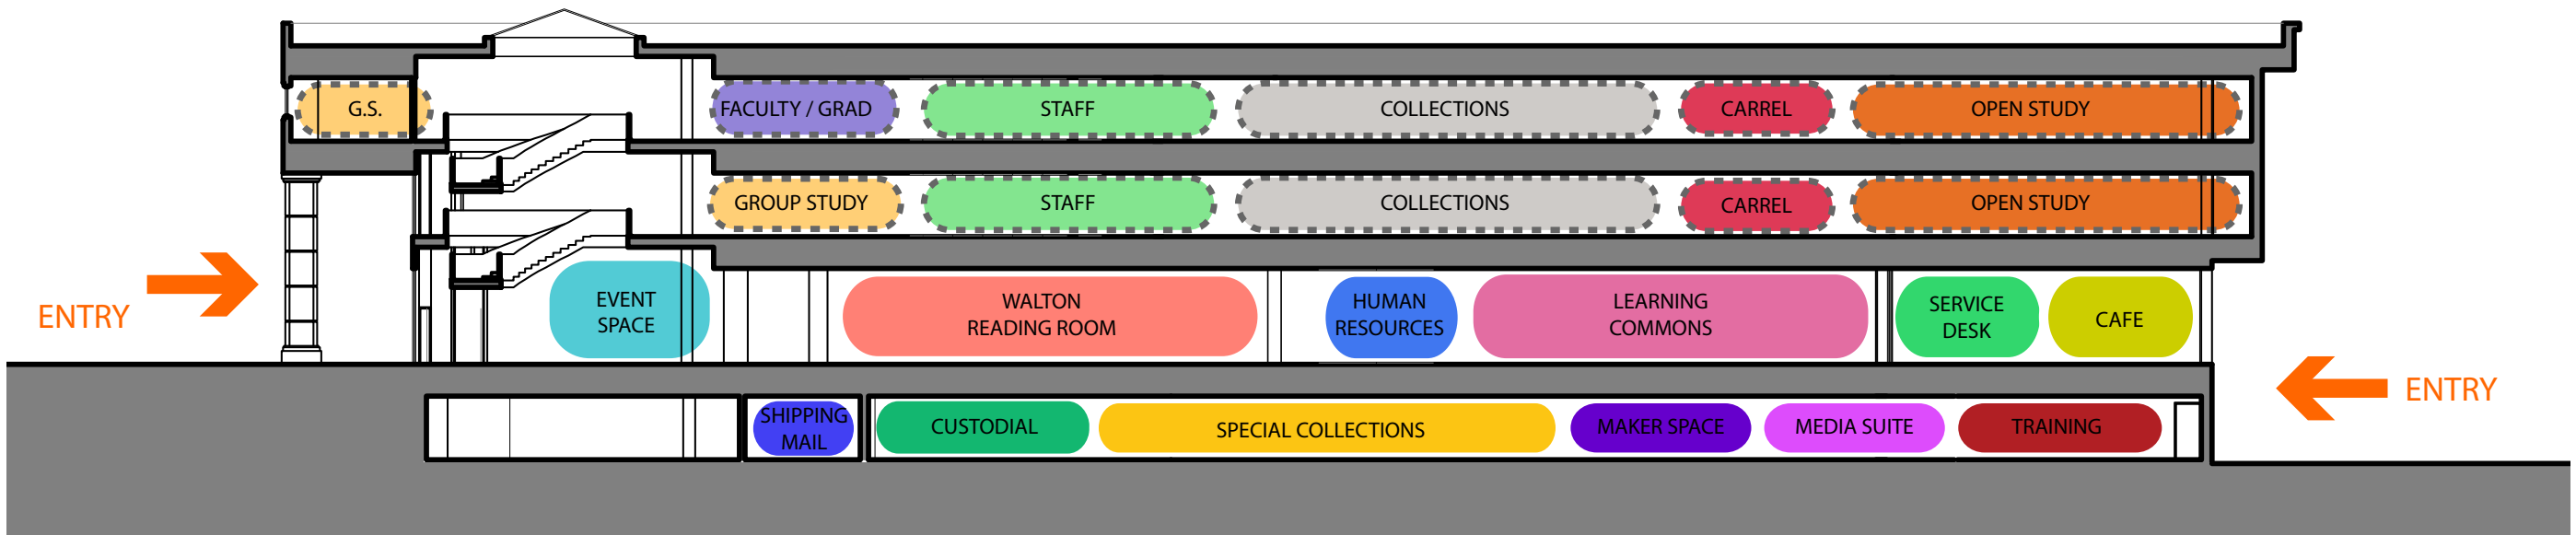 G.S.
FACULTY / GRAD
STAFF
COLLECTIONS
CARREL
OPEN STUDY
GROUP STUDY
STAFF
COLLECTIONS
CARREL
OPEN STUDY
ENTRY
EVENT
SPACE
WALTON
READING ROOM
HUMAN
RESOURCES
LEARNING
COMMONS
SERVICE
DESK
CAFE
ENTRY
SHIPPING
MAIL
CUSTODIAL
SPECIAL COLLECTIONS
MAKER SPACE
MEDIA SUITE
TRAINING